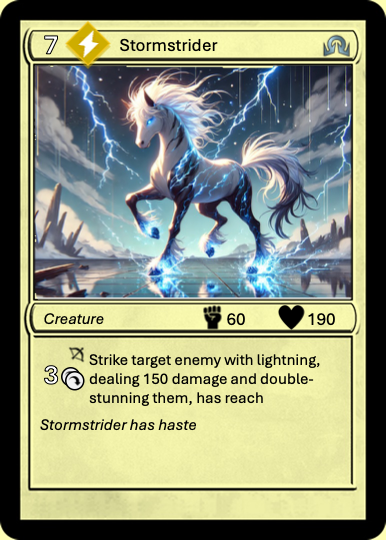 7 Stormstrider
Creature 60 190
3 Strike target enemy with lightning,
dealing 150 damage and double-
stunning them, has reach
Stormstrider has haste